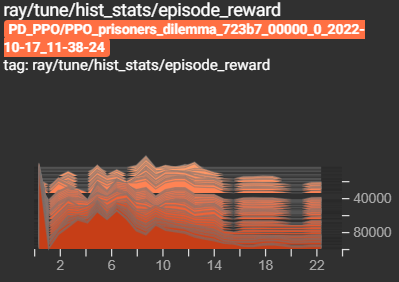 ray/tune/hist_stats/episode_reward
PD_PPO/PPO_prisoners_dilemma_723b7_00000_0_2022-
10-17_11-38-24
tag: ray/tune/hist_stats/episode_reward
40000
80000
2 6 10 14 18 22